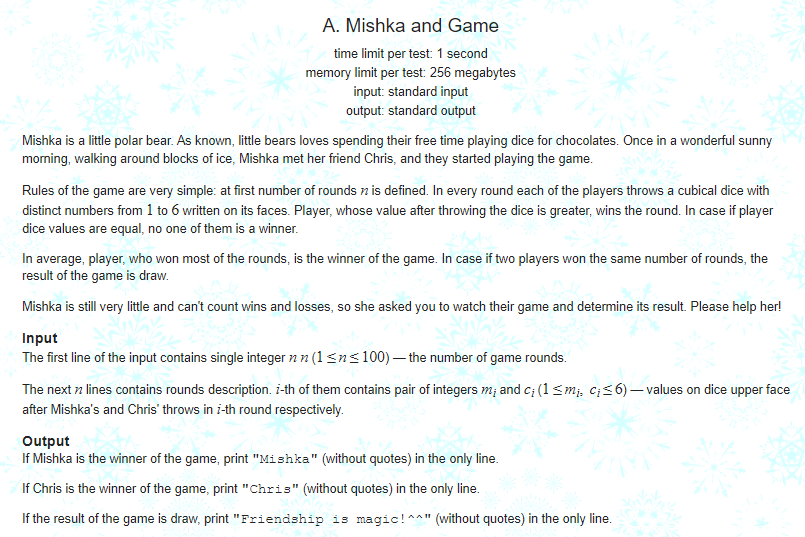 A. Mishka and Game
time limit per test: 1 second
memory limit per test: 256 megabytes
input: standard input
output: standard output
Mishka is a little polar bear. As known, little bears loves spending their free time playing dice for chocolates. Once in a wonderful sunny
morning, walking around blocks of ice, Mishka met her friend Chris, and they started playing the game.
Rules of the game are very simple: at first number of rounds n is defined. In every round each of the players throws a cubical dice with
distinct numbers from 1 to 6 written on its faces. Player, whose value after throwing the dice is greater, wins the round. In case if player
dice values are equal, no one of them is a winner.
In average, player, who won most of the rounds, is the winner of the game. In case if two players won the same number of rounds, the
result of the game is draw.
Mishka is still very little and can't count wins and losses, so she asked you to watch their game and determine its result. Please help her!
Input
The first line of the input contains single integer n n (1 ≤ n ≤ 100) — the number of game rounds.
The next n lines contains rounds description. i-th of them contains pair of integers mᵢ and cᵢ (1 ≤ mᵢ, cᵢ ≤ 6) — values on dice upper face
after Mishka's and Chris' throws in i-th round respectively.
Output
If Mishka is the winner of the game, print "Mishka" (without quotes) in the only line.
If Chris is the winner of the game, print "Chris" (without quotes) in the only line.
If the result of the game is draw, print "Friendship is magic!^^" (without quotes) in the only line.